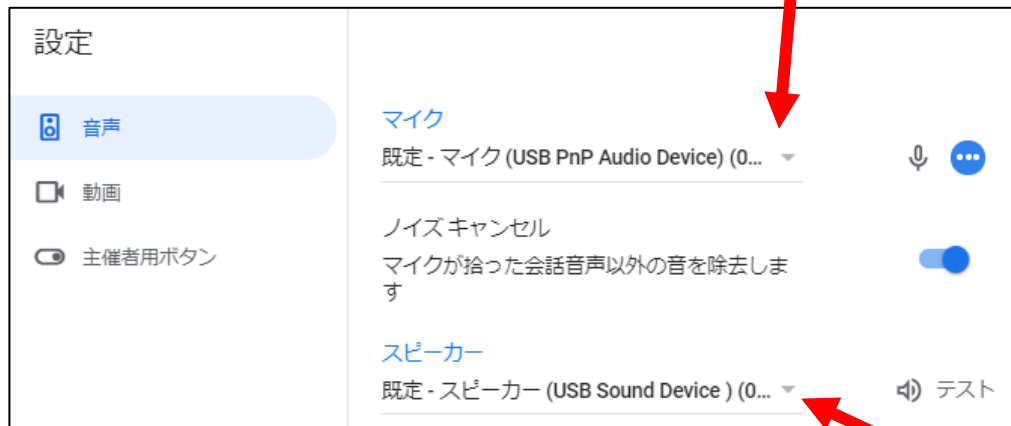 設定
音声
動画
主催者用ボタン
マイク
既定 - マイク (USB PnP Audio Device) (0...
ノイズ キャンセル
マイクが拾った会話音声以外の音を除去しま
す
スピーカー
既定 - スピーカー (USB Sound Device ) (0...
テスト